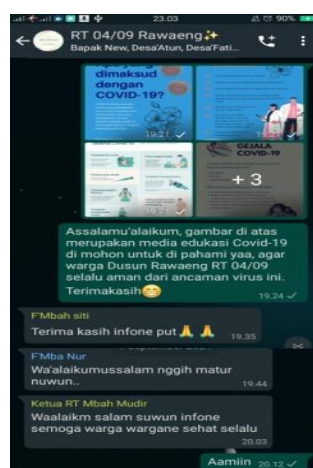 23.03
90%
RT 04/09 Rawaeng✨
Bapak New, Desa'Atun, Desa'Fati...
dimaksud
dengan
COVID-19?
19.21
GEJALA
COVID-19
+ 3
19.21
Assalamu'alaikum, gambar di atas
merupakan media edukasi Covid-19
di mohon untuk di pahami yaa, agar
warga Dusun Rawaeng RT 04/09
selalu aman dari ancaman virus ini.
Terimakasih😁
19.24
F'Mbah siti
Terima kasih infone put🙏🙏
19.35
F'Mba Nur
Wa'alaikumussalam nggih matur
nuwun..
19.44
Ketua RT Mbah Mudir
Waalaikm salam suwun infone
semoga warga wargane sehat selalu
20.03
Aamiin 20.12